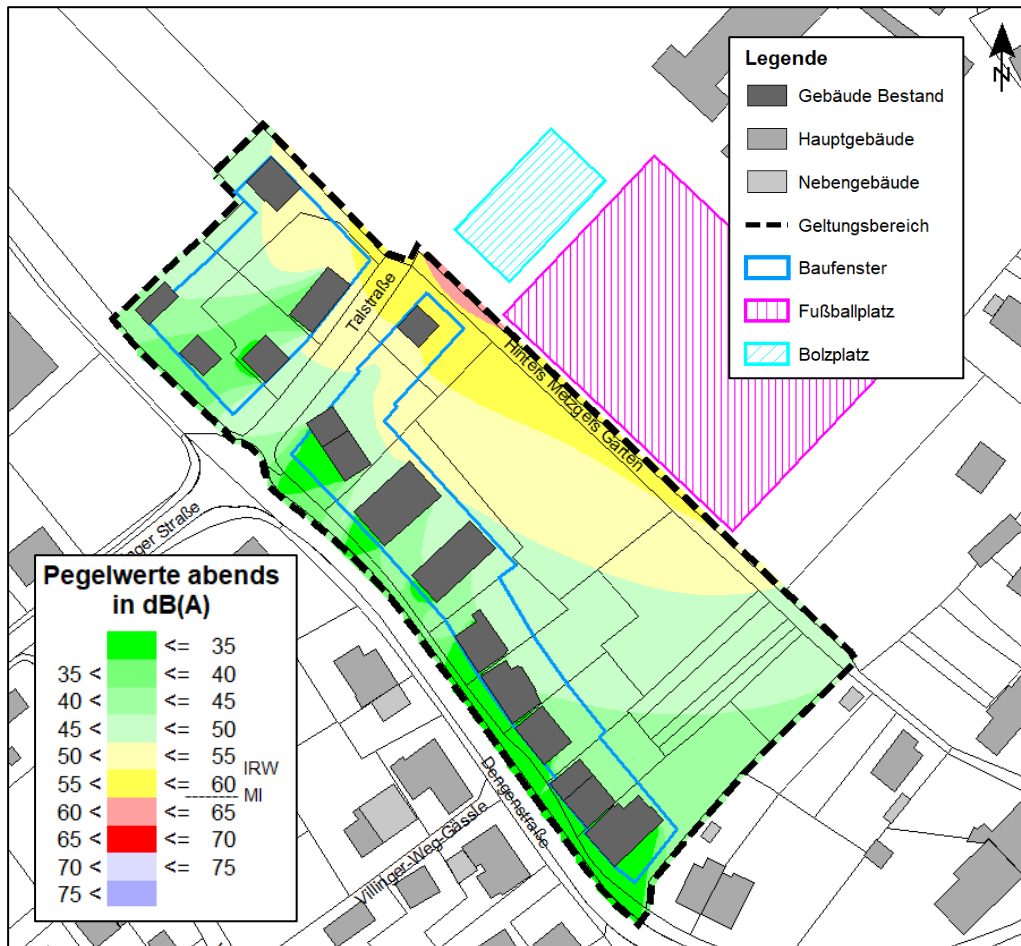 Legende
Gebäude Bestand
Hauptgebäude
Nebengebäude
Geltungsbereich
Baufenster
Fußballplatz
Bolzplatz
N
Talstraße
Hinters Metzgers Garten
inger Straße
Dengenstraße
Villinger-Weg-Gässle
Pegelwerte abends
in dB(A)
<= 35
35 < <= 40
40 < <= 45
45 < <= 50
50 < <= 55
IRW
55 < <= 60
MI
60 < <= 65
65 < <= 70
70 < <= 75
75 <